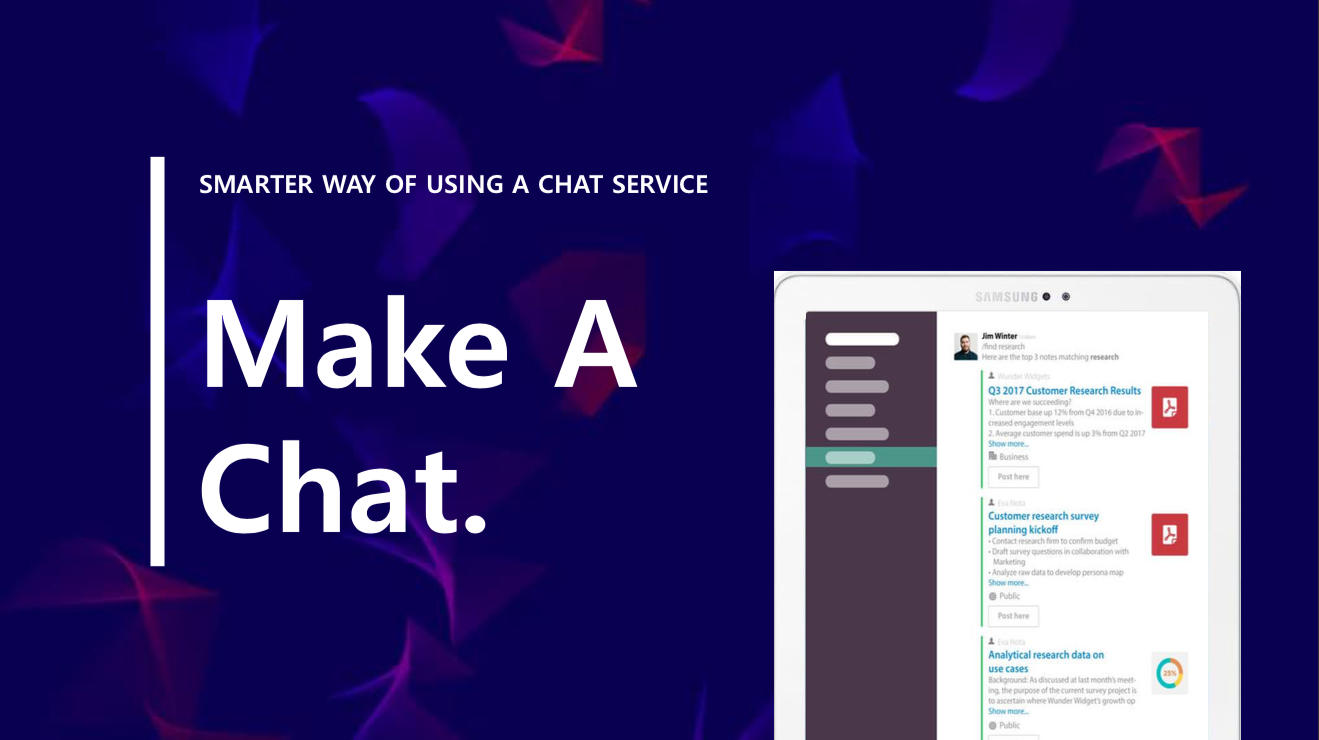 SMARTER WAY OF USING A CHAT SERVICE
Make A
Chat.
SAMSUNG
Jim Winter
/find research
Here are the top 3 notes matching research
Wunder Widgets
Q3 2017 Customer Research Results
Where are we succeeding?
1. Customer base up 12% from Q4 2016 due to in-
creased engagement levels
2. Average customer spend is up 3% from Q2 2017
Show more...
Business
Post here
Eva Nota
Customer research survey
planning kickoff
• Contact research firm to confirm budget
• Draft survey questions in collaboration with
Marketing
• Analyze raw data to develop persona map
Show more...
Public
Post here
Eva Nota
Analytical research data on
use cases
25%
Background: As discussed at last month's meet-
ing, the purpose of the current survey project is
to ascertain where Wunder Widget's growth op
Show more...
Public